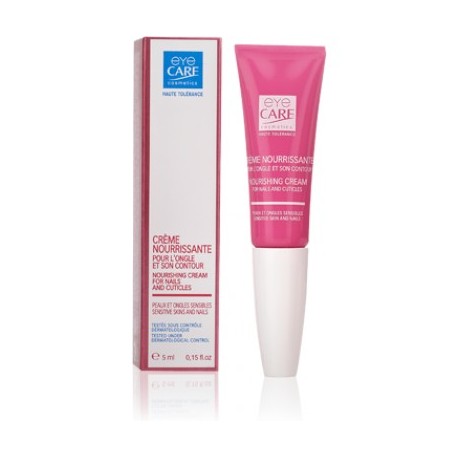 eye
CARE
cosmetics
HAUTE TOLÉRANCE
CRÈME
NOURRISSANTE
POUR L'ONGLE
ET SON CONTOUR
NOURISHING CREAM
FOR NAILS
AND CUTICLES
PEAUX ET ONGLES SENSIBLES
SENSITIVE SKINS AND NAILS
TESTÉE SOUS CONTRÔLE
DERMATOLOGIQUE
TESTED UNDER
DERMATOLOGICAL CONTROL
e 5 ml 0,15 fl.oz
eye
CARE
cosmetics
HAUTE TOLÉRANCE
CRÈME NOURRISSANTE
POUR L'ONGLE ET SON CONTOUR
NOURISHING CREAM
FOR NAILS AND CUTICLES
PEAUX ET ONGLES SENSIBLES
SENSITIVE SKINS AND NAILS